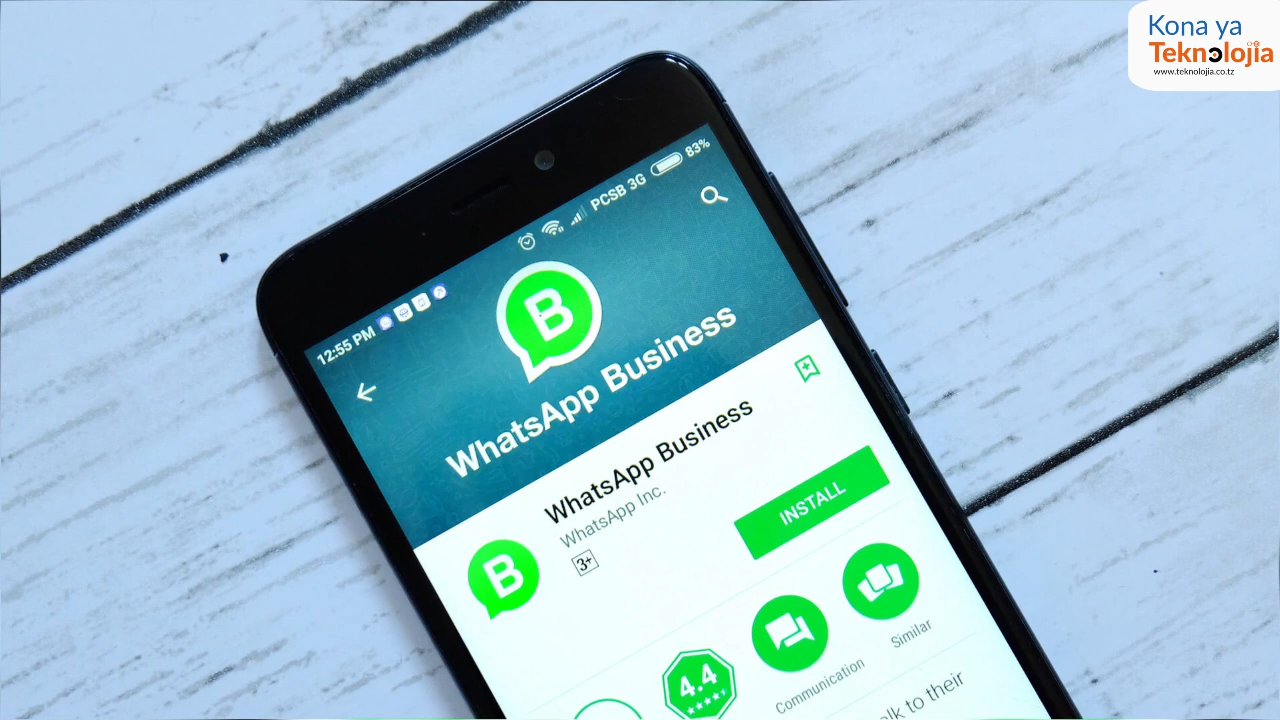 Kona ya
Teknolojia
www.teknolojia.co.tz
12:55 PM
PCSB 3G 83%
B
WhatsApp Business
WhatsApp Business
WhatsApp Inc.
3+
INSTALL
B
4.4
Communication
Similar
lk to their